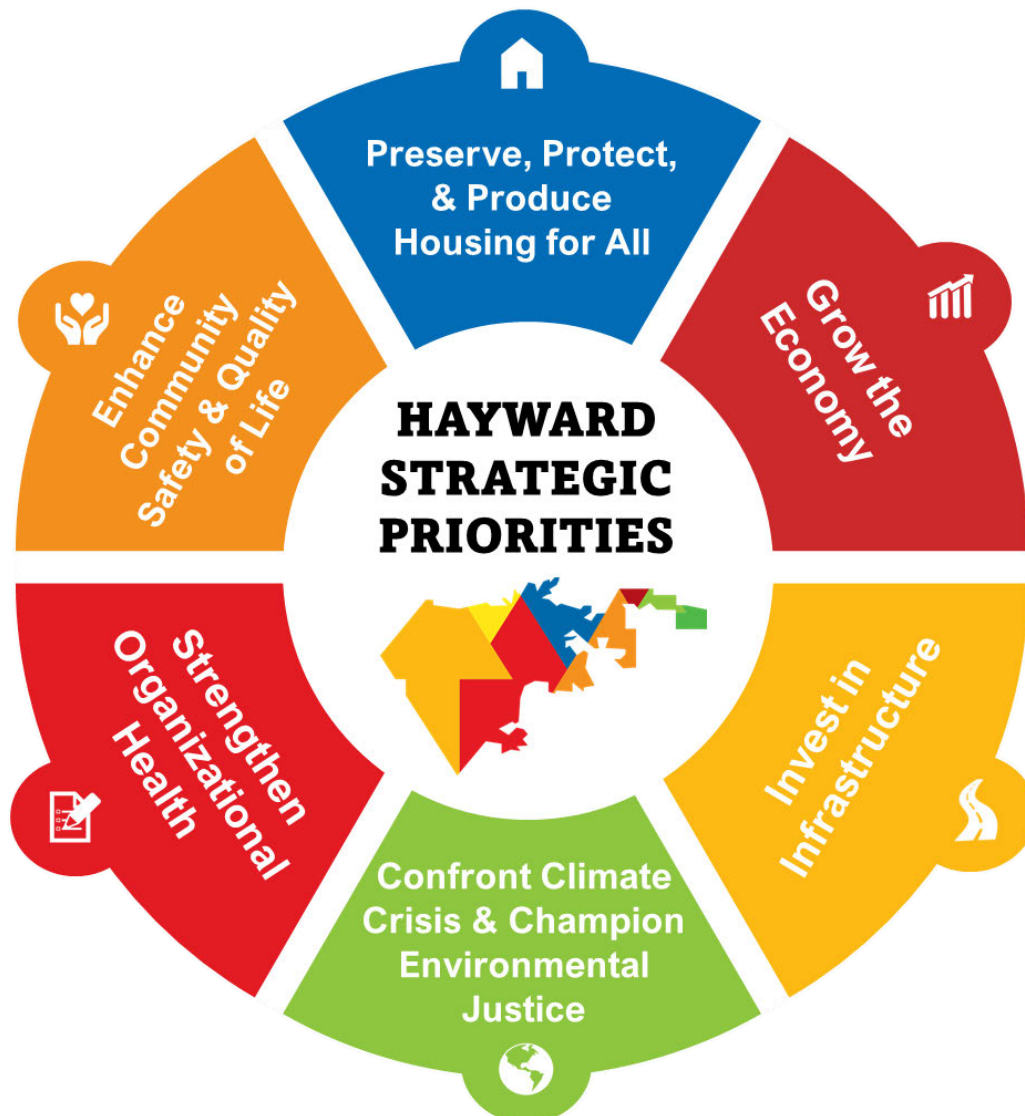 Preserve, Protect,
& Produce
Housing for All
Grow the
Economy
Invest in
Infrastructure
Confront Climate
Crisis & Champion
Environmental
Justice
Strengthen
Organizational
Health
Enhance
Community
Safety & Quality
of Life
HAYWARD
STRATEGIC
PRIORITIES